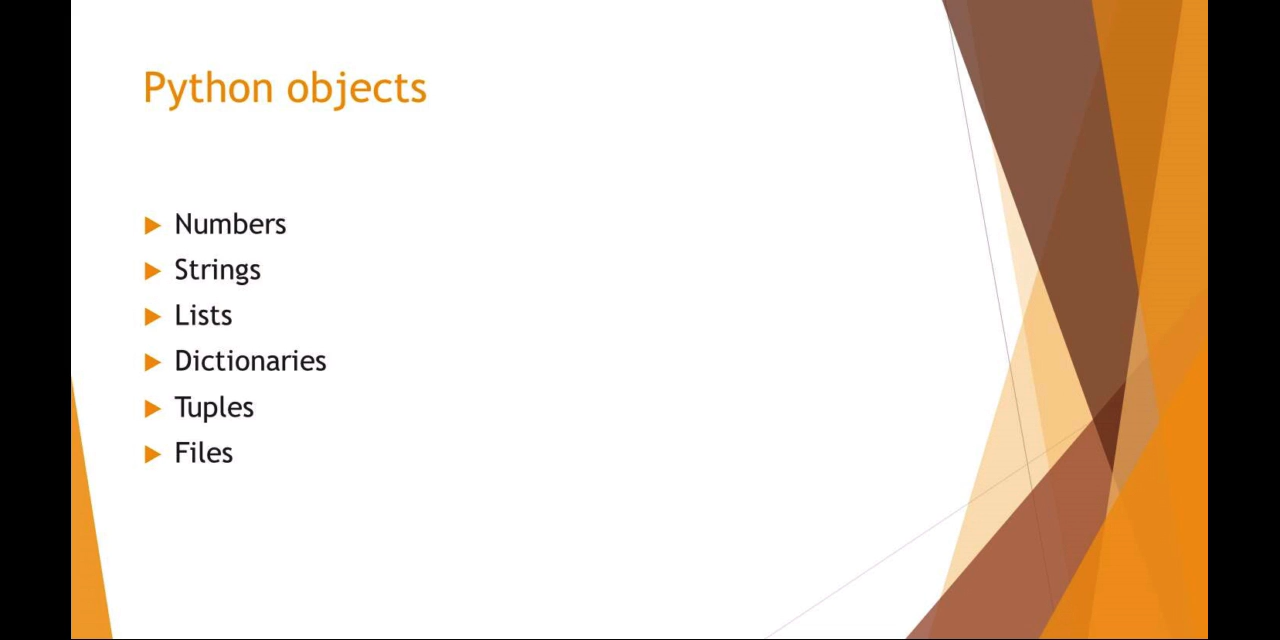 Python objects
Numbers
Strings
Lists
Dictionaries
Tuples
Files